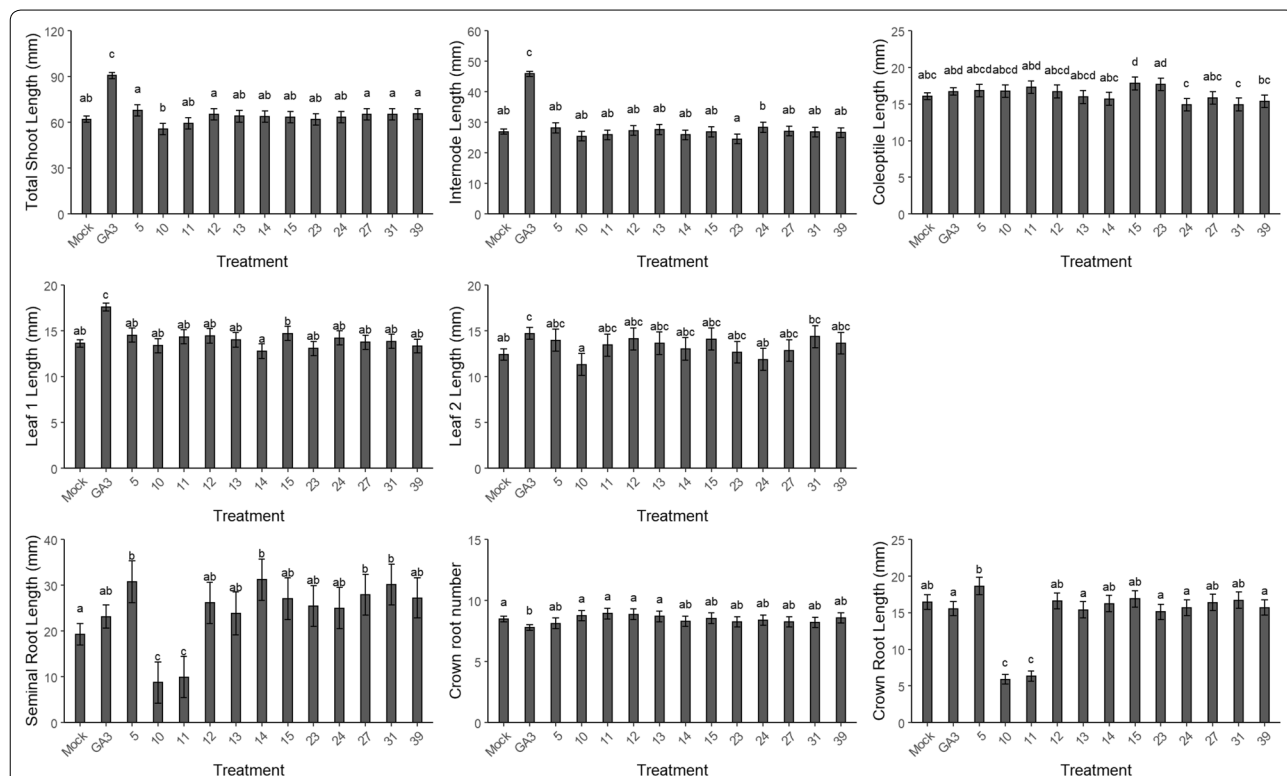 Total Shoot Length (mm)
120
100
80
60
40
20
0
ab c a b ab a ab ab ab ab ab a a a
Mock GA3 5 10 11 12 13 14 15 23 24 27 31 39
Treatment
Internode Length (mm)
60
50
40
30
20
10
0
ab c ab ab ab ab ab ab ab a b ab ab ab
Mock GA3 5 10 11 12 13 14 15 23 24 27 31 39
Treatment
Coleoptile Length (mm)
25
20
15
10
5
0
abc abd abcd abcd abd abcd abcd abc d ad c abc c abc
Mock GA3 5 10 11 12 13 14 15 23 24 27 31 39
Treatment
Leaf 1 Length (mm)
20
15
10
5
0
ab c ab ab ab ab ab a b ab ab ab ab ab
Mock GA3 5 10 11 12 13 14 15 23 24 27 31 39
Treatment
Leaf 2 Length (mm)
20
15
10
5
0
ab c abc a abc abc abc abc abc abc ab abc bc abc
Mock GA3 5 10 11 12 13 14 15 23 24 27 31 39
Treatment
Seminal Root Length (mm)
40
30
20
10
0
a ab b c c ab ab b ab ab ab b b ab
Mock GA3 5 10 11 12 13 14 15 23 24 27 31 39
Treatment
Crown root number
15
10
5
0
a b ab a a a a ab ab ab ab ab ab a
Mock GA3 5 10 11 12 13 14 15 23 24 27 31 39
Treatment
Crown Root Length (mm)
25
20
15
10
5
0
ab a b c c ab a ab ab a a ab ab a
Mock GA3 5 10 11 12 13 14 15 23 24 27 31 39
Treatment